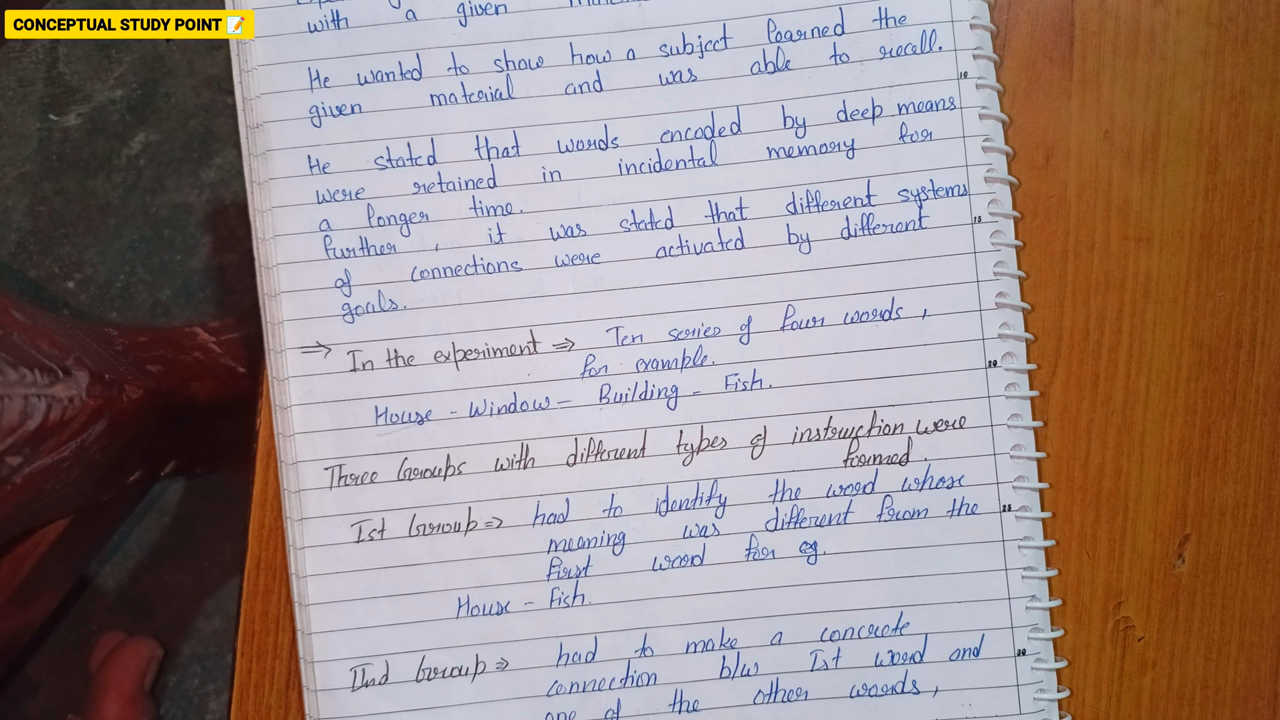 CONCEPTUAL STUDY POINT 📝
with a given
He wanted to show how a subject learned the
given material and was able to recall.
He stated that words encoded by deep means
were retained in incidental memory for
a longer time.
further, it was stated that different systems
of connections were activated by different
goals.
⇒ In the experiment ⇒ Ten series of four words,
for example.
House - Window - Building - Fish.
Three Groups with different types of instruction were
formed.
Ist Group ⇒ had to identify the word whose
meaning was different from the
first word for eg.
House - Fish.
IInd Group ⇒ had to make a concrete
connection b/w Ist word and
one of the other words,